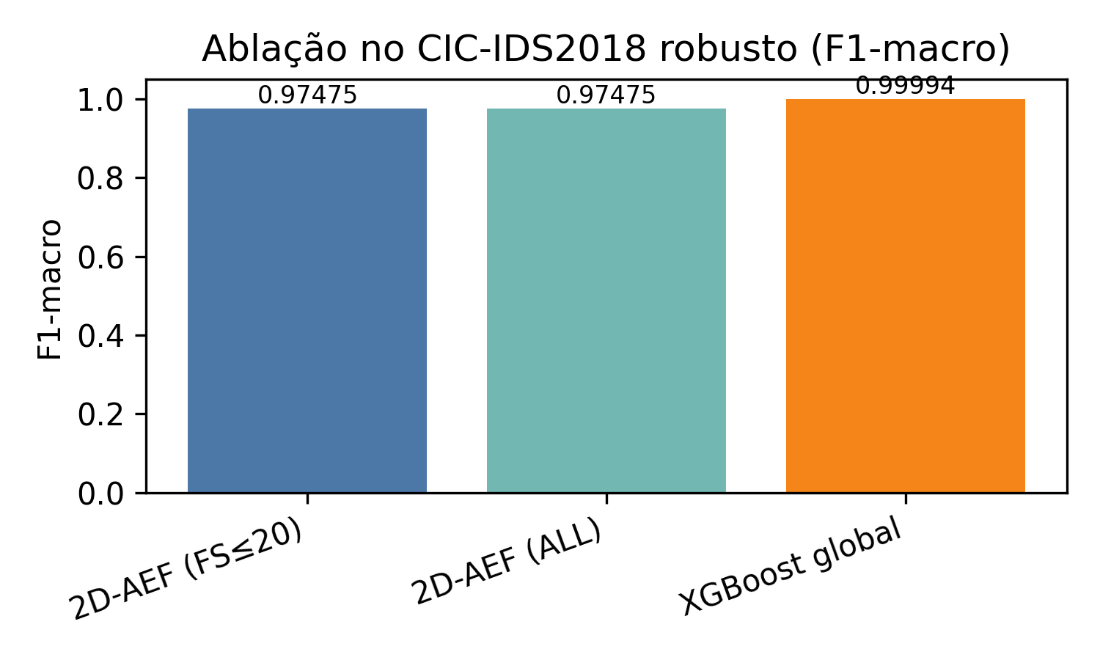 Ablação no CIC-IDS2018 robusto (F1-macro)
0.97475
0.97475
0.99994
1.0
0.8
0.6
0.4
0.2
0.0
F1-macro
2D-AEF (FS≤20)
2D-AEF (ALL)
XGBoost global